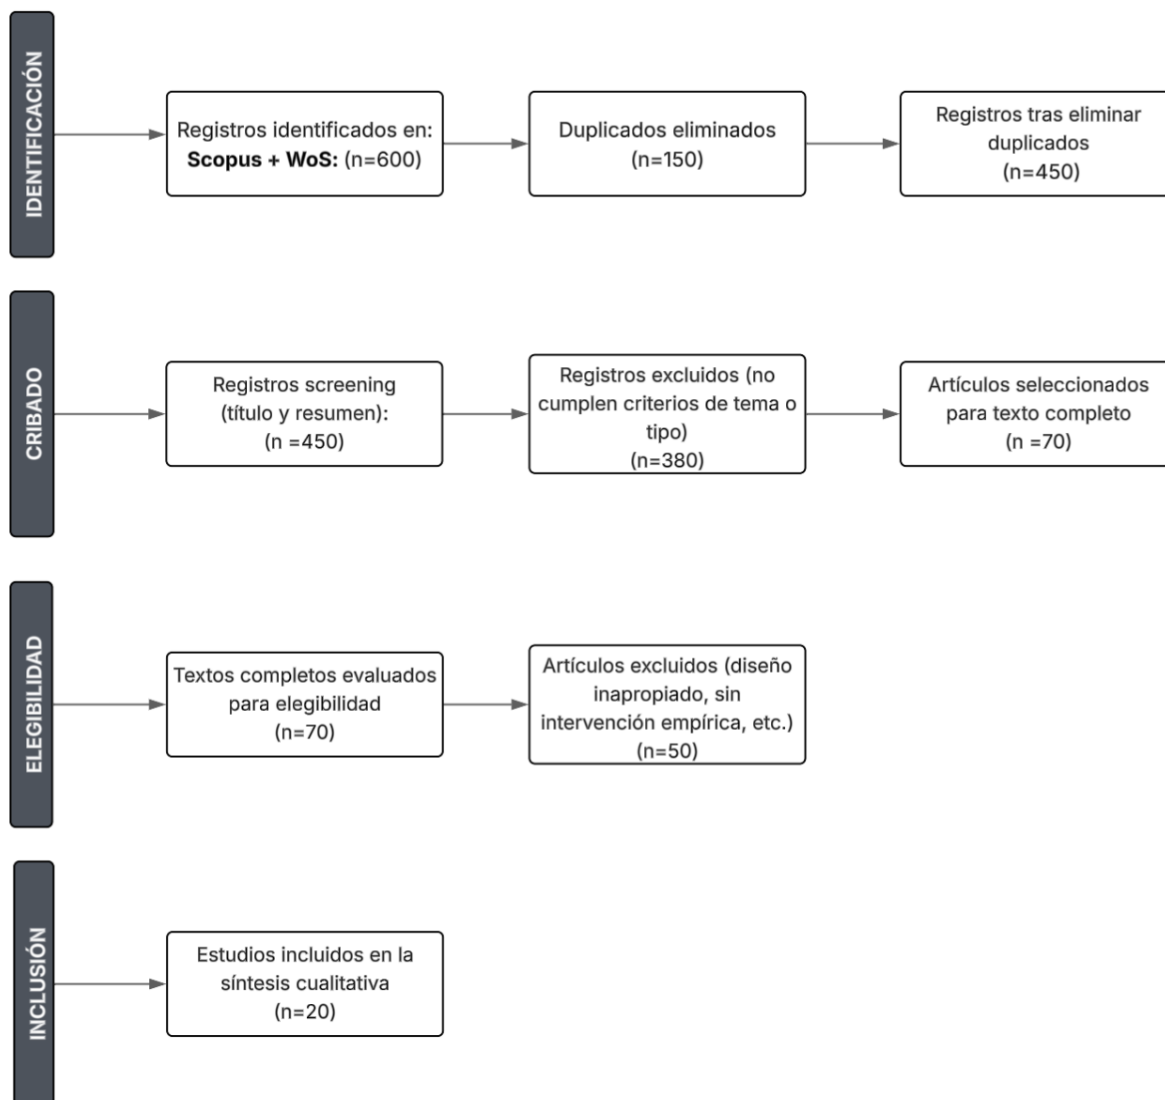 IDENTIFICACIÓN
Registros identificados en:
Scopus + WoS: (n=600)
Duplicados eliminados
(n=150)
Registros tras eliminar
duplicados
(n=450)
CRIBADO
Registros screening
(título y resumen):
(n =450)
Registros excluidos (no
cumplen criterios de tema o
tipo)
(n=380)
Artículos seleccionados
para texto completo
(n =70)
ELEGIBILIDAD
Textos completos evaluados
para elegibilidad
(n=70)
Artículos excluidos (diseño
inapropiado, sin
intervención empírica, etc.)
(n=50)
INCLUSIÓN
Estudios incluidos en la
síntesis cualitativa
(n=20)